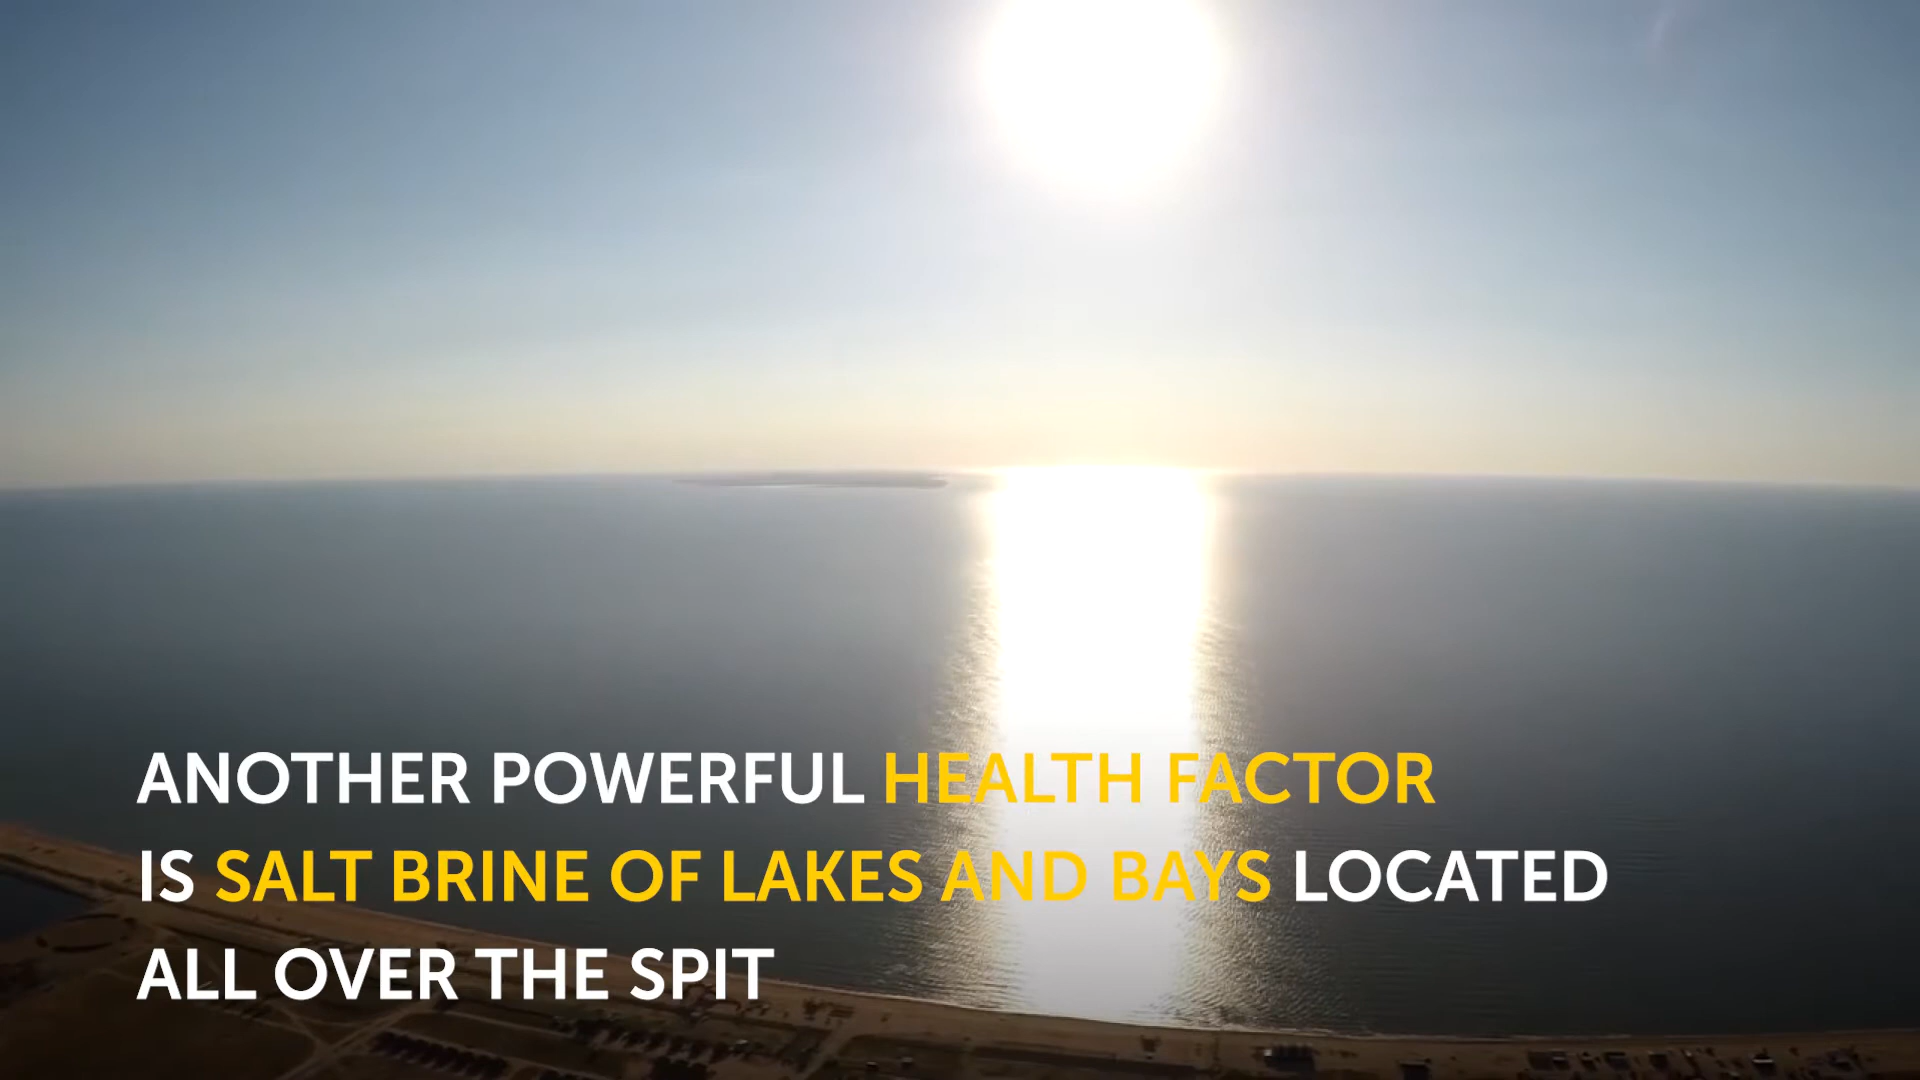 ANOTHER POWERFUL HEALTH FACTOR
IS SALT BRINE OF LAKES AND BAYS LOCATED
ALL OVER THE SPIT